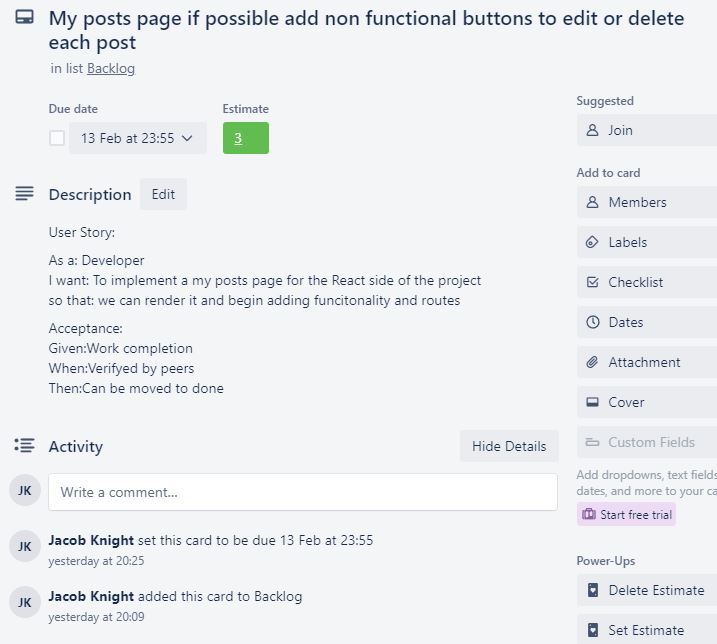 My posts page if possible add non functional buttons to edit or delete
each post
in list Backlog
Due date
Estimate
13 Feb at 23:55
3
Description
Edit
User Story:
As a: Developer
I want: To implement a my posts page for the React side of the project
so that: we can render it and begin adding funcitonality and routes
Acceptance:
Given:Work completion
When:Verifyed by peers
Then:Can be moved to done
Activity
Hide Details
JK
Write a comment...
JK
Jacob Knight set this card to be due 13 Feb at 23:55
yesterday at 20:25
JK
Jacob Knight added this card to Backlog
yesterday at 20:09
Suggested
Join
Add to card
Members
Labels
Checklist
Dates
Attachment
Cover
Custom Fields
Add dropdowns, text fields
dates, and more to your ca
Start free trial
Power-Ups
Delete Estimate
Set Estimate